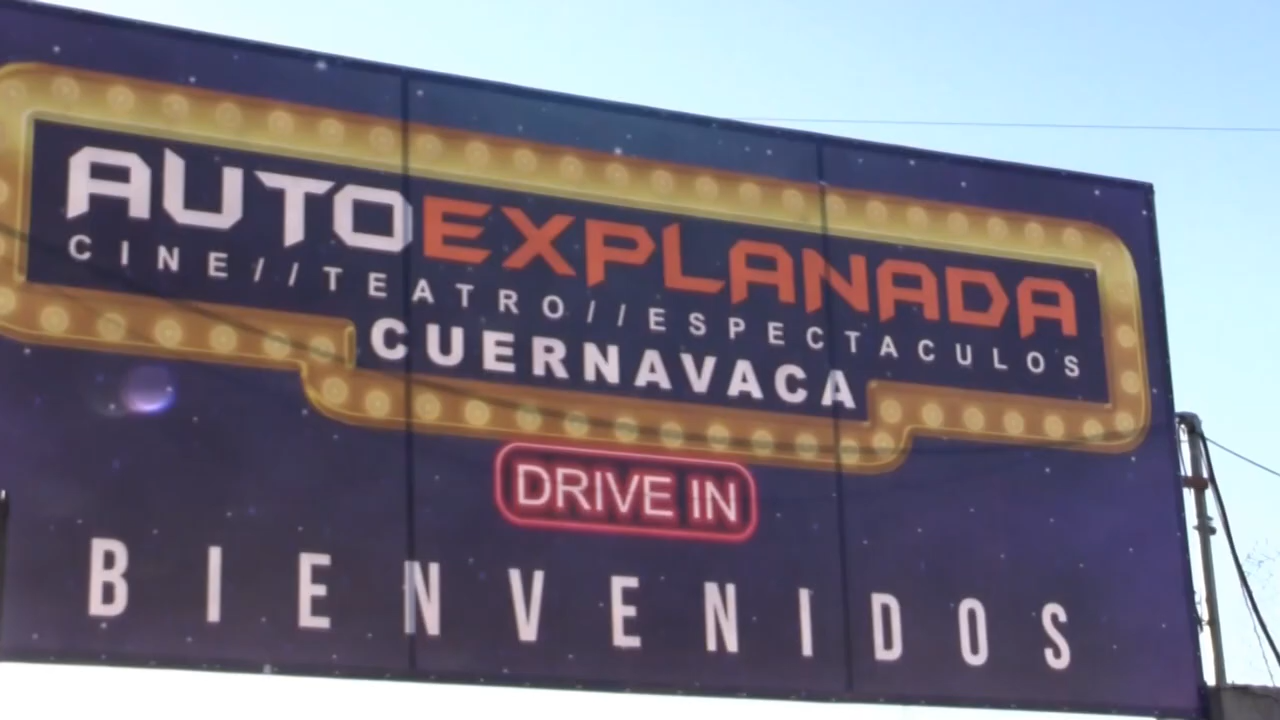 AUTOEXPLANADA
CINE//TEATRO//ESPECTACULOS
CUERNAVACA
DRIVE IN
BIENVENIDOS